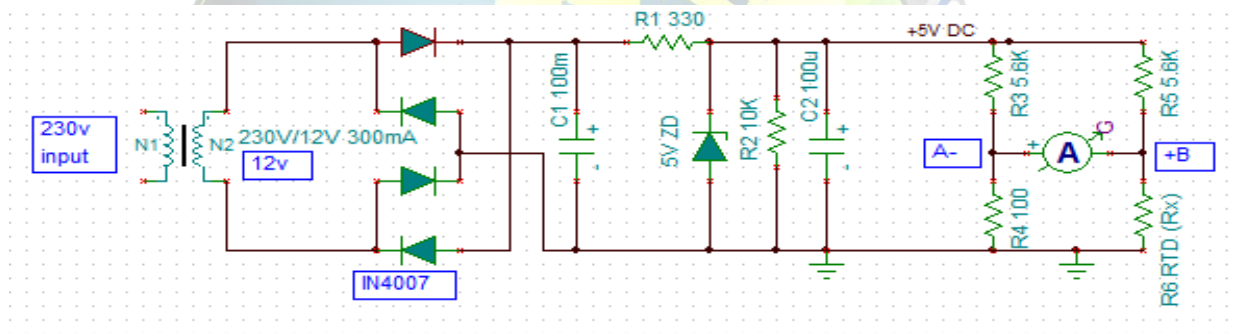 R1 330
+5V DC
230v
input
N1
N2
230V/12V 300mA
12v
C1 100m
+
-
5V ZD
R2 10K
C2 100u
+
-
R3 5.6K
R5 5.6K
A-
+
A
+B
R4 100
R6 RTD (Rx)
IN4007